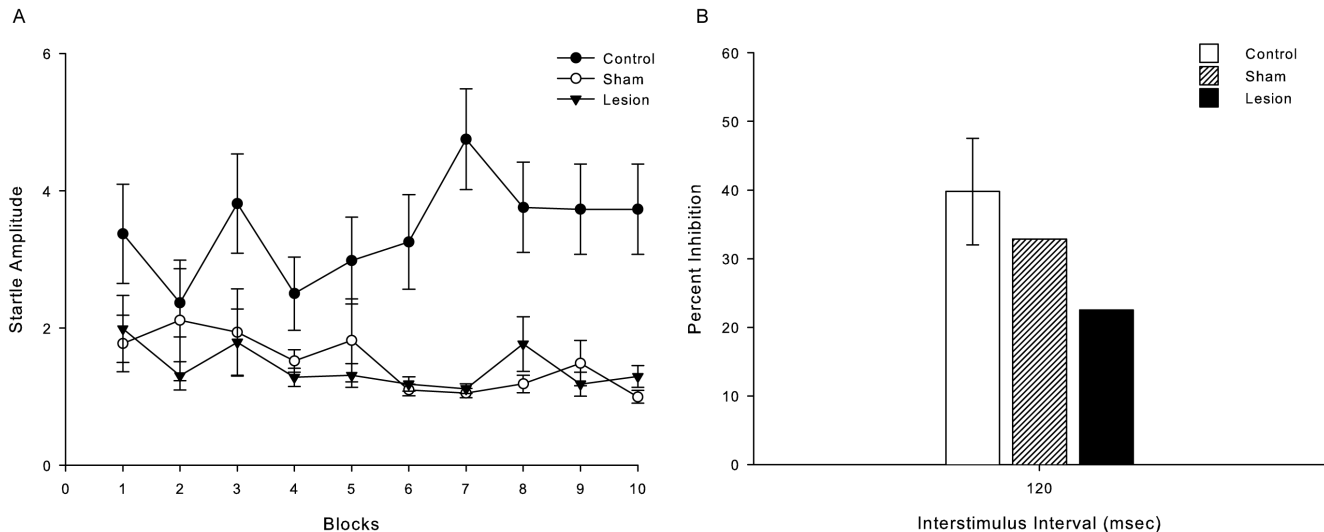 A
Startle Amplitude
6
4
2
0
Control
Sham
Lesion
0 1 2 3 4 5 6 7 8 9 10
Blocks
B
Percent Inhibition
60
50
40
30
20
10
0
Control
Sham
Lesion
120
Interstimulus Interval (msec)